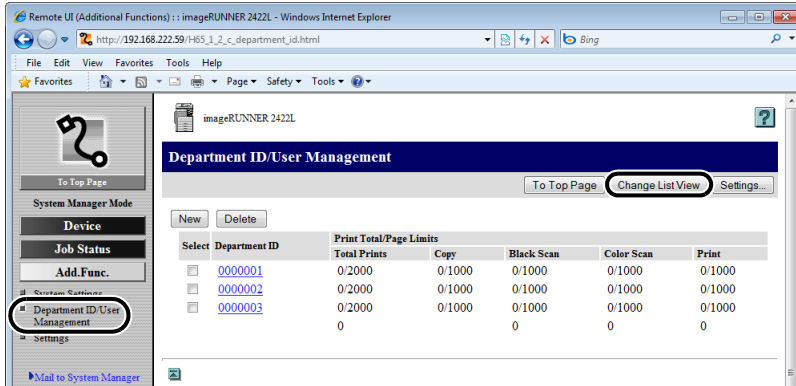 Remote UI (Additional Functions) : : imageRUNNER 2422L - Windows Internet Explorer
http://192.168.222.59/H65_1_2_c_department_id.html
Bing
File Edit View Favorites Tools Help
Favorites
Page Safety Tools
imageRUNNER 2422L
Department ID/User Management
To Top Page Change List View Settings...
To Top Page
System Manager Mode
Device
Job Status
Add.Func.
System Settings
Department ID/User
Management
Settings
Mail to System Manager
New Delete
Select Department ID Print Total/Page Limits
Total Prints Copy Black Scan Color Scan Print
0000001 0/2000 0/1000 0/1000 0/1000 0/1000
0000002 0/2000 0/1000 0/1000 0/1000 0/1000
0000003 0/2000 0/1000 0/1000 0/1000 0/1000
0 0 0 0